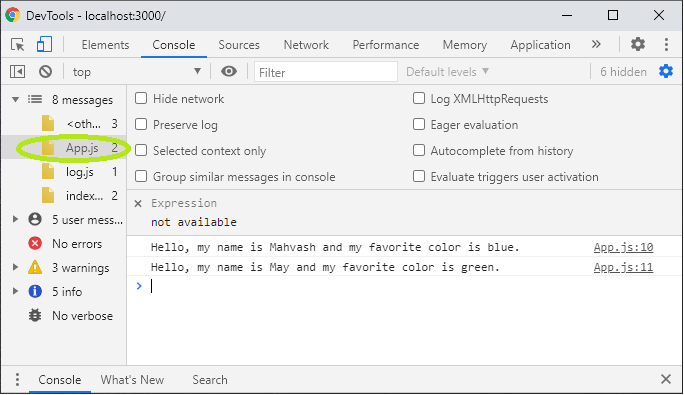 DevTools - localhost:3000/
Elements Console Sources Network Performance Memory Application »
top ▼ Filter Default levels ▼ 6 hidden
8 messages
<oth... 3
App.js 2
log.js 1
index... 2
5 user mess...
No errors
3 warnings
5 info
No verbose
Hide network Log XMLHttpRequests
Preserve log Eager evaluation
Selected context only Autocomplete from history
Group similar messages in console Evaluate triggers user activation
Expression
not available
Hello, my name is Mahvash and my favorite color is blue. App.js:10
Hello, my name is May and my favorite color is green. App.js:11
>
Console What's New Search